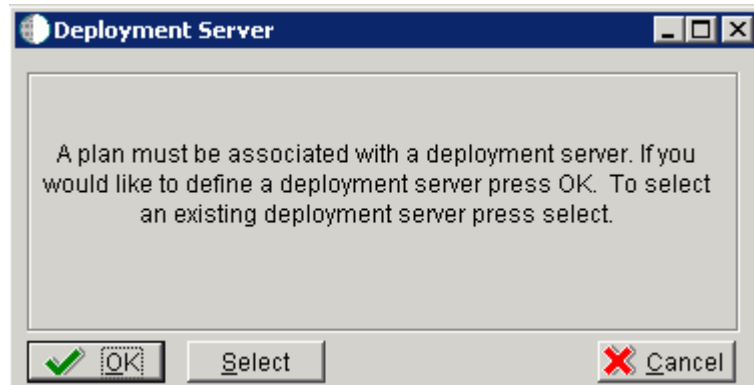 Deployment Server
A plan must be associated with a deployment server. If you
would like to define a deployment server press OK.  To select
an existing deployment server press select.
OK
Select
Cancel